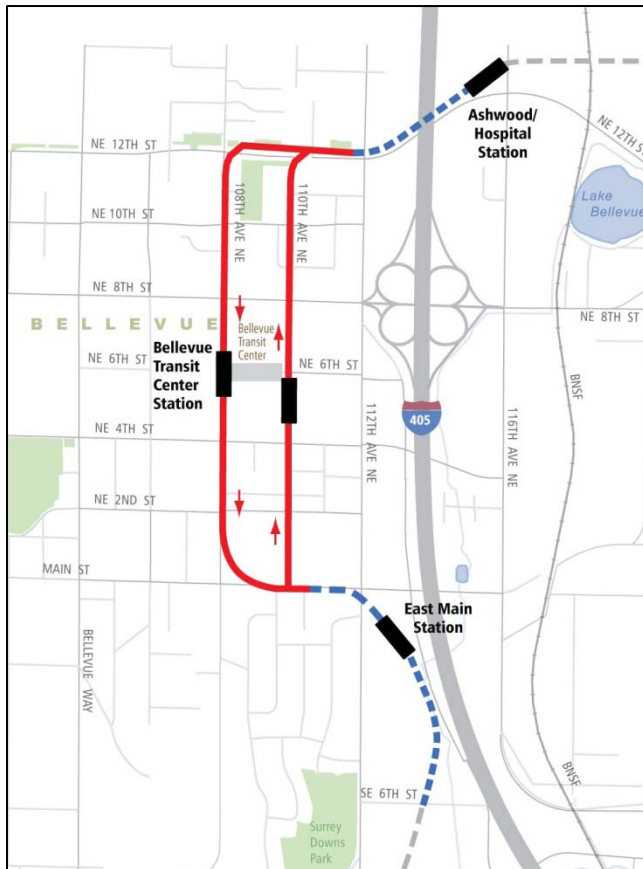 Ashwood/
Hospital
Station
NE 12TH ST
NE 12TH ST
108TH AVE NE
110TH AVE NE
NE 10TH ST
Lake
Bellevue
NE 8TH ST
NE 8TH ST
BELLEVUE
Bellevue
Transit
Center
Bellevue
Transit
Center
Station
NE 6TH ST
NE 6TH ST
BNSF
112TH AVE NE
405
116TH AVE NE
NE 4TH ST
NE 2ND ST
MAIN ST
East Main
Station
BELLEVUE
WAY
BNSF
SE 6TH ST
Surrey
Downs
Park